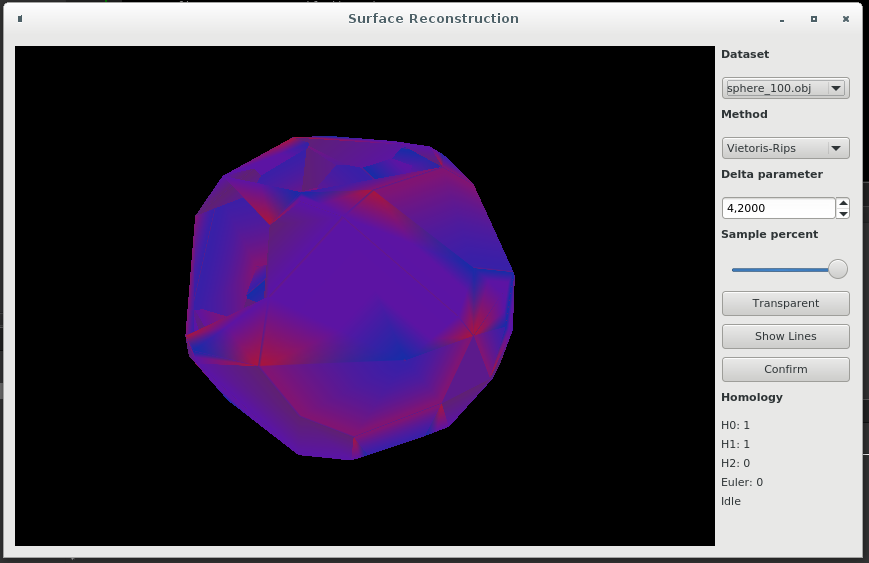 Surface Reconstruction
Dataset
sphere_100.obj
Method
Vietoris-Rips
Delta parameter
4,2000
Sample percent
Transparent
Show Lines
Confirm
Homology
H0: 1
H1: 1
H2: 0
Euler: 0
Idle